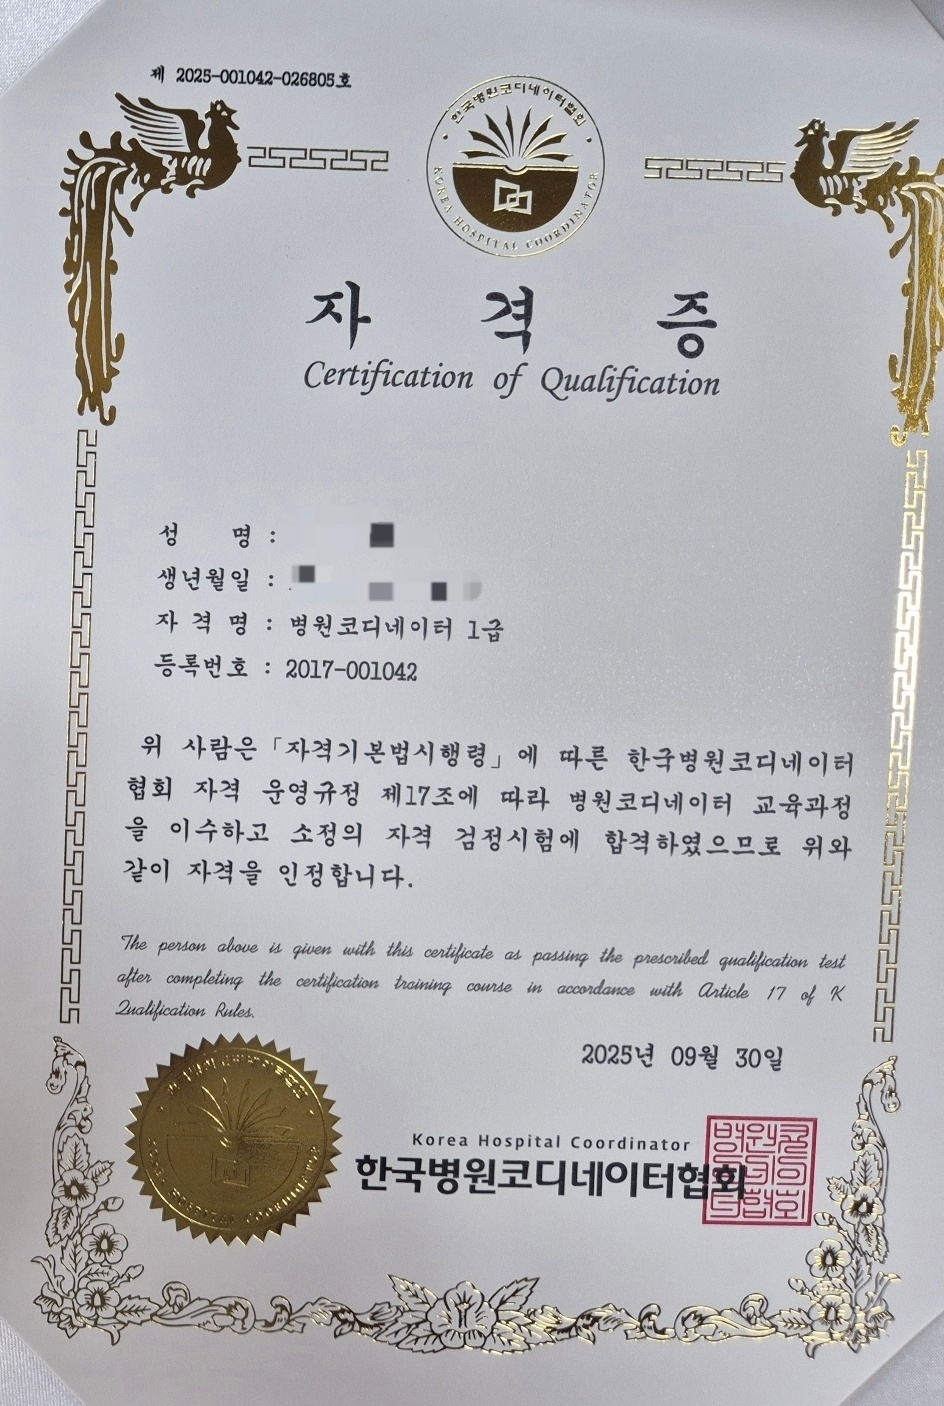 제 2025-001042-026805호
한국병원코디네이터협회
KOREA HOSPITAL COORDINATOR
자 격 증
Certification of Qualification
성 명 :
생년월일 :
자 격 명 : 병원코디네이터 1급
등록번호 : 2017-001042
위 사람은 「자격기본법시행령」에 따른 한국병원코디네이터
협회 자격 운영규정 제17조에 따라 병원코디네이터 교육과정
을 이수하고 소정의 자격 검정시험에 합격하였으므로 위와
같이 자격을 인정합니다.
The person above is given with this certificate as passing the prescribed qualification test
after completing the certification training course in accordance with Article 17 of K
Qualification Rules.
2025년 09월 30일
Korea Hospital Coordinator
한국병원코디네이터협회